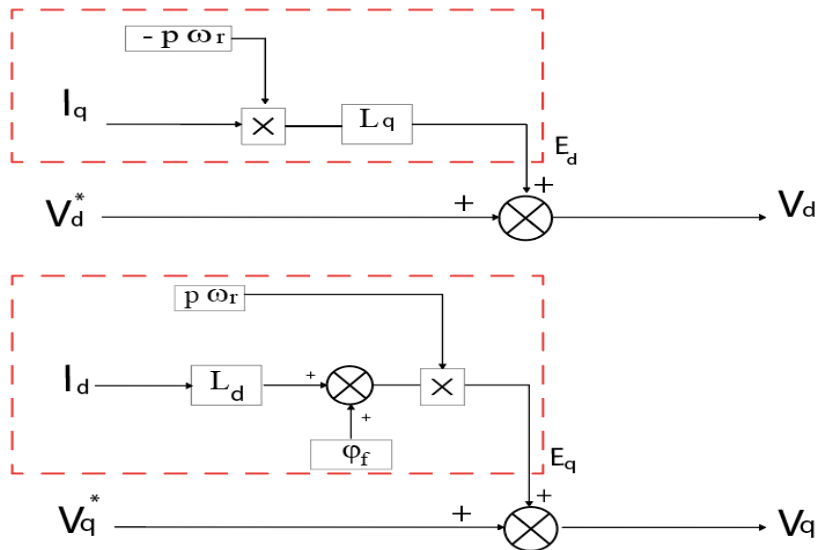 - p ωr
Iq
×
Lq
Ed
+
Vd*
+
Vd
p ωr
Id
Ld
+
×
+
φf
Eq
+
Vq*
+
Vq